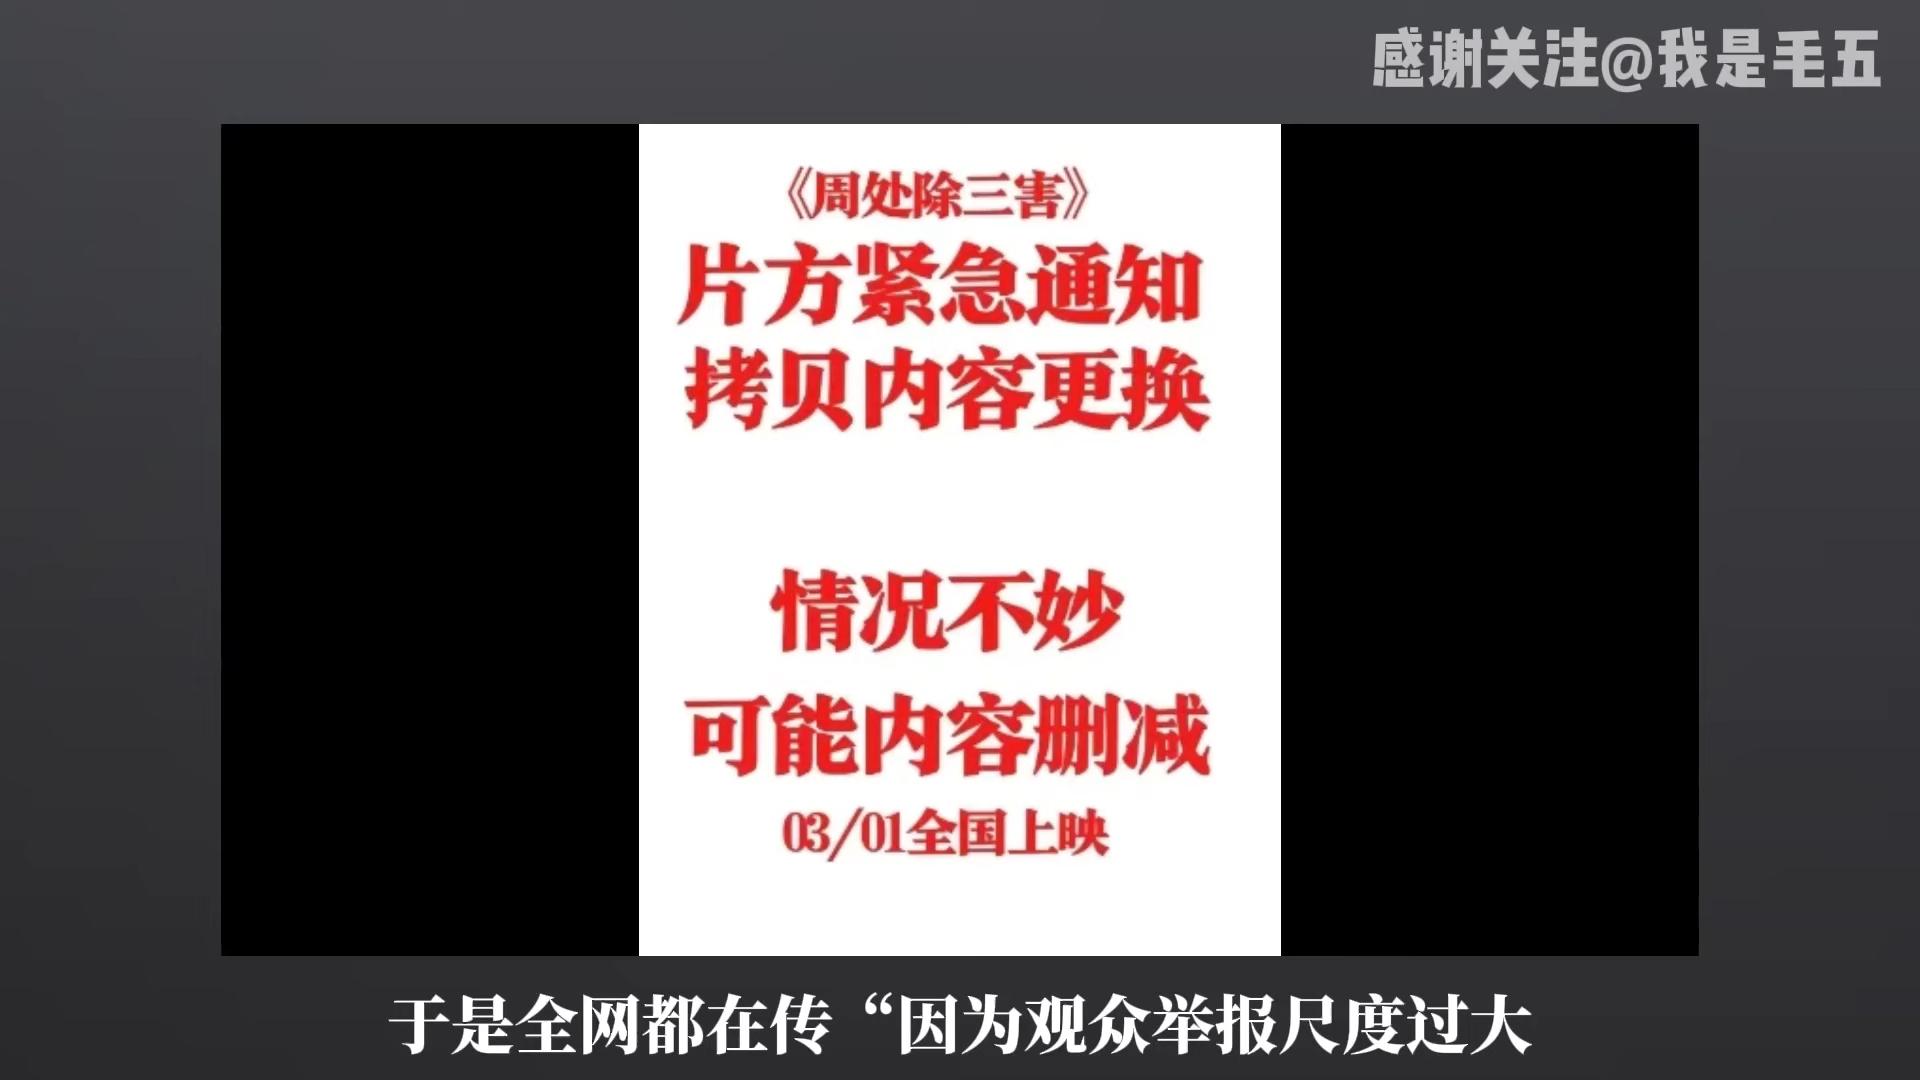 感谢关注@我是毛五
《周处除三害》
片方紧急通知
拷贝内容更换
情况不妙
可能内容删减
03/01全国上映
于是全网都在传“因为观众举报尺度过大